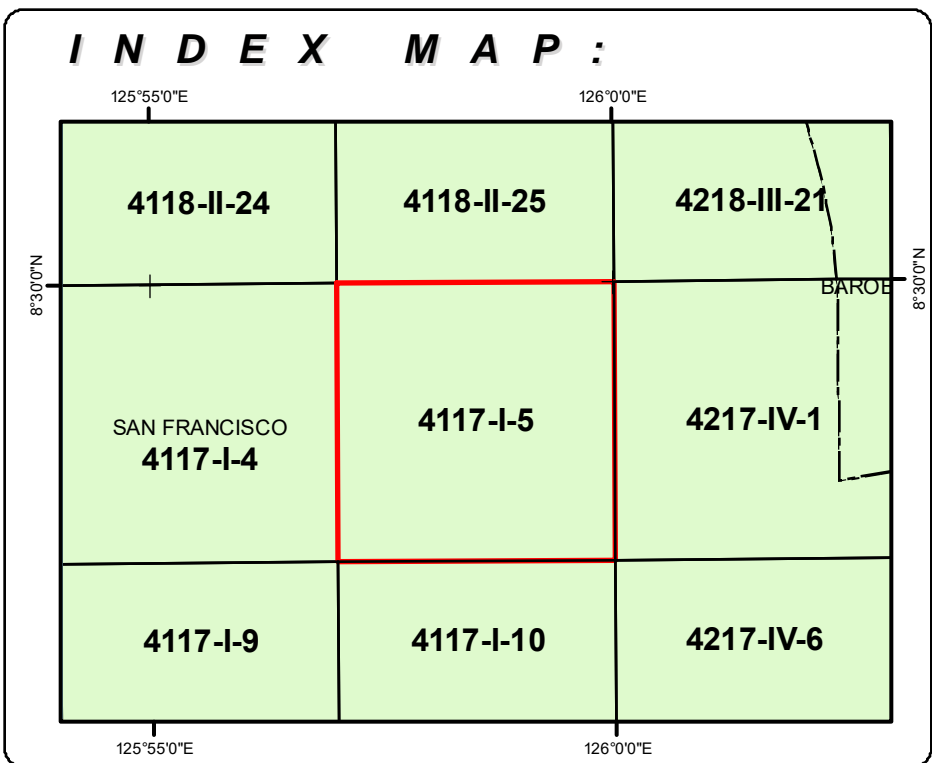 INDEX MAP:
125°55'0"E 126°0'0"E
4118-II-24 4118-II-25 4218-III-21
8°30'0"N 8°30'0"N
BAROB
SAN FRANCISCO
4117-I-4 4117-I-5 4217-IV-1
4117-I-9 4117-I-10 4217-IV-6
125°55'0"E 126°0'0"E